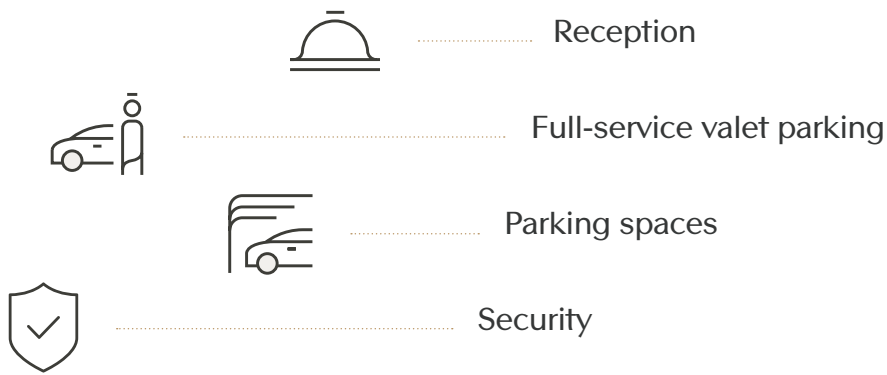 Reception
Full-service valet parking
Parking spaces
Security